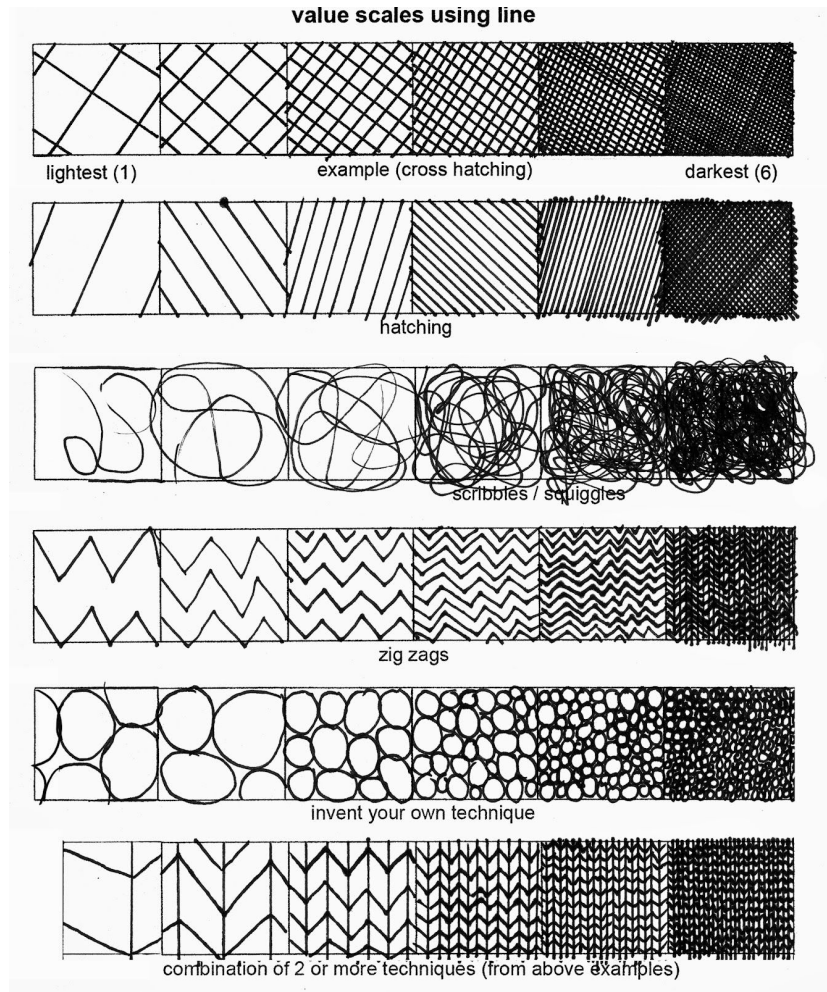 value scales using line
lightest (1)
example (cross hatching)
darkest (6)
hatching
scribbles / squiggles
zig zags
invent your own technique
combination of 2 or more techniques (from above examples)